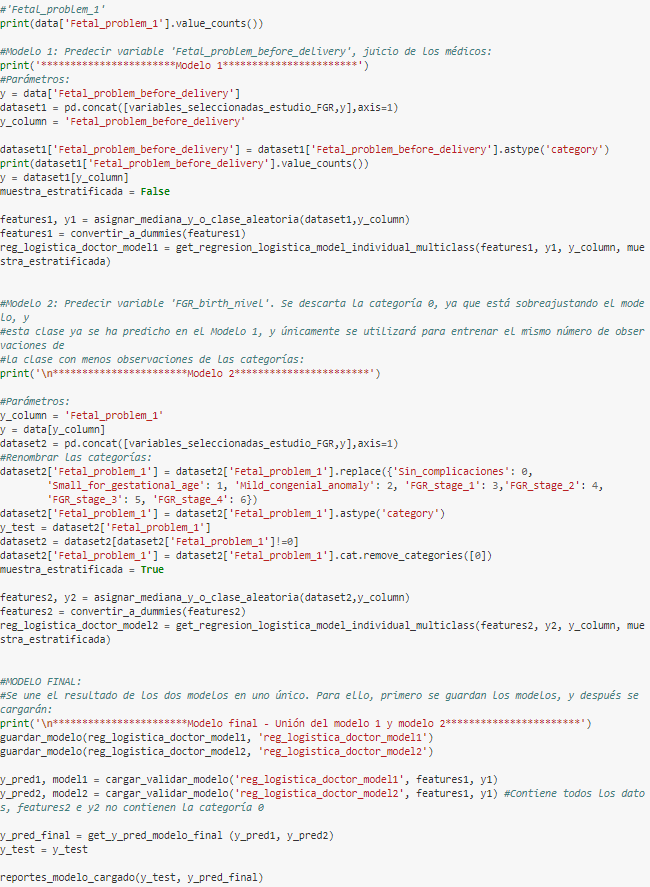 #'Fetal_problem_1'
print(data['Fetal_problem_1'].value_counts())
#Modelo 1: Predecir variable 'Fetal_problem_before_delivery', juicio de los médicos:
print('***********************Modelo 1***********************')
#Parámetros:
y = data['Fetal_problem_before_delivery']
dataset1 = pd.concat([variables_seleccionadas_estudio_FGR,y],axis=1)
y_column = 'Fetal_problem_before_delivery'
dataset1['Fetal_problem_before_delivery'] = dataset1['Fetal_problem_before_delivery'].astype('category')
print(dataset1['Fetal_problem_before_delivery'].value_counts())
y = dataset1[y_column]
muestra_estratificada = False
features1, y1 = asignar_mediana_y_o_clase_aleatoria(dataset1,y_column)
features1 = convertir_a_dummies(features1)
reg_logistica_doctor_model1 = get_regresion_logistica_model_individual_multiclass(features1, y1, y_column, mue
stra_estratificada)
#Modelo 2: Predecir variable 'FGR_birth_nivel'. Se descarta la categoría 0, ya que está sobreajustando el mode
lo, y
#esta clase ya se ha predicho en el Modelo 1, y únicamente se utilizará para entrenar el mismo número de obser
vaciones de
#la clase con menos observaciones de las categorías:
print('\n***********************Modelo 2***********************')
#Parámetros:
y_column = 'Fetal_problem_1'
y = data[y_column]
dataset2 = pd.concat([variables_seleccionadas_estudio_FGR,y],axis=1)
#Renombrar las categorías:
dataset2['Fetal_problem_1'] = dataset2['Fetal_problem_1'].replace({'Sin_complicaciones': 0,
'Small_for_gestational_age': 1, 'Mild_congenial_anomaly': 2, 'FGR_stage_1': 3,'FGR_stage_2': 4,
'FGR_stage_3': 5, 'FGR_stage_4': 6})
dataset2['Fetal_problem_1'] = dataset2['Fetal_problem_1'].astype('category')
y_test = dataset2['Fetal_problem_1']
dataset2 = dataset2[dataset2['Fetal_problem_1']!=0]
dataset2['Fetal_problem_1'] = dataset2['Fetal_problem_1'].cat.remove_categories([0])
muestra_estratificada = True
features2, y2 = asignar_mediana_y_o_clase_aleatoria(dataset2,y_column)
features2 = convertir_a_dummies(features2)
reg_logistica_doctor_model2 = get_regresion_logistica_model_individual_multiclass(features2, y2, y_column, mue
stra_estratificada)
#MODELO FINAL:
#Se une el resultado de los dos modelos en uno único. Para ello, primero se guardan los modelos, y después se
cargarán:
print('\n***********************Modelo final - Unión del modelo 1 y modelo 2***********************')
guardar_modelo(reg_logistica_doctor_model1, 'reg_logistica_doctor_model1')
guardar_modelo(reg_logistica_doctor_model2, 'reg_logistica_doctor_model2')
y_pred1, model1 = cargar_validar_modelo('reg_logistica_doctor_model1', features1, y1)
y_pred2, model2 = cargar_validar_modelo('reg_logistica_doctor_model2', features1, y1) #Contiene todos los dato
s, features2 e y2 no contienen la categoría 0
y_pred_final = get_y_pred_modelo_final (y_pred1, y_pred2)
y_test = y_test
reportes_modelo_cargado(y_test, y_pred_final)